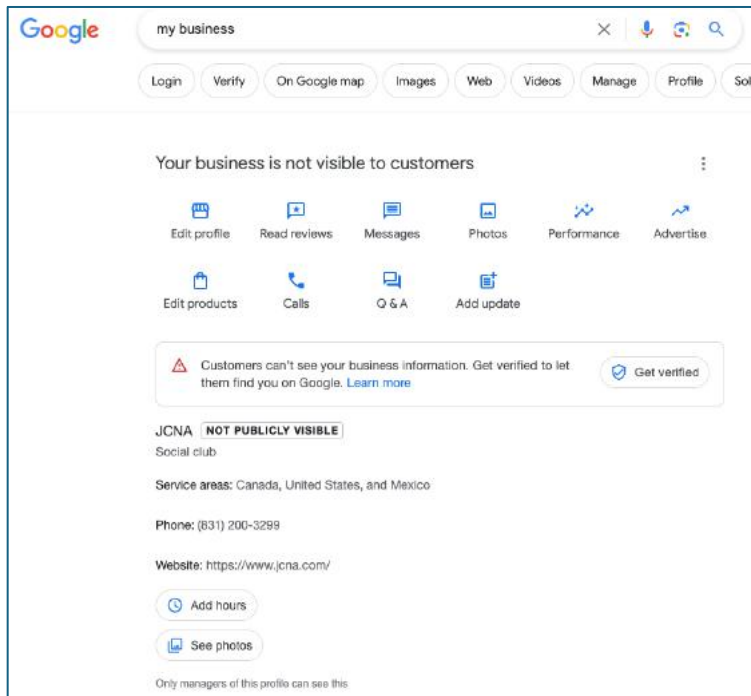 Google
my business
Login Verify On Google map Images Web Videos Manage Profile Sol
Your business is not visible to customers
Edit profile Read reviews Messages Photos Performance Advertise
Edit products Calls Q & A Add update
Customers can't see your business information. Get verified to let
them find you on Google. Learn more
Get verified
JCNA NOT PUBLICLY VISIBLE
Social club
Service areas: Canada, United States, and Mexico
Phone: (831) 200-3299
Website: https://www.jcna.com/
Add hours
See photos
Only managers of this profile can see this